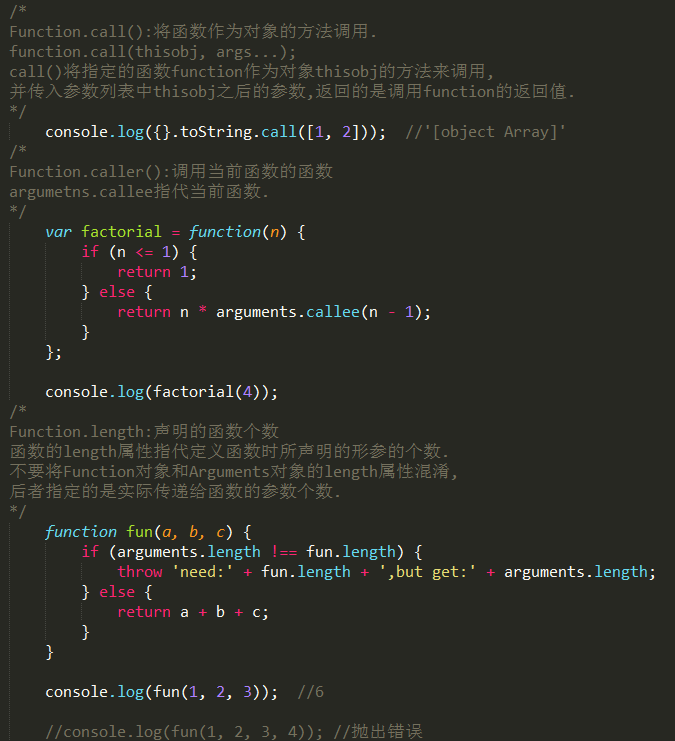 /*
Function.call():将函数作为对象的方法调用.
function.call(thisobj, args...);
call()将指定的函数function作为对象thisobj的方法来调用,
并传入参数列表中thisobj之后的参数,返回的是调用function的返回值.
*/
    console.log({}.toString.call([1, 2]));  //'[object Array]'
/*
Function.caller():调用当前函数的函数
argumetns.callee指代当前函数.
*/
    var factorial = function(n) {
        if (n <= 1) {
            return 1;
        } else {
            return n * arguments.callee(n - 1);
        }
    };
    console.log(factorial(4));
/*
Function.length:声明的函数个数
函数的length属性指代定义函数时所声明的形参的个数.
不要将Function对象和Arguments对象的length属性混淆,
后者指定的是实际传递给函数的参数个数.
*/
    function fun(a, b, c) {
        if (arguments.length !== fun.length) {
            throw 'need:' + fun.length + ',but get:' + arguments.length;
        } else {
            return a + b + c;
        }
    }
    console.log(fun(1, 2, 3));  //6
    //console.log(fun(1, 2, 3, 4)); //抛出错误